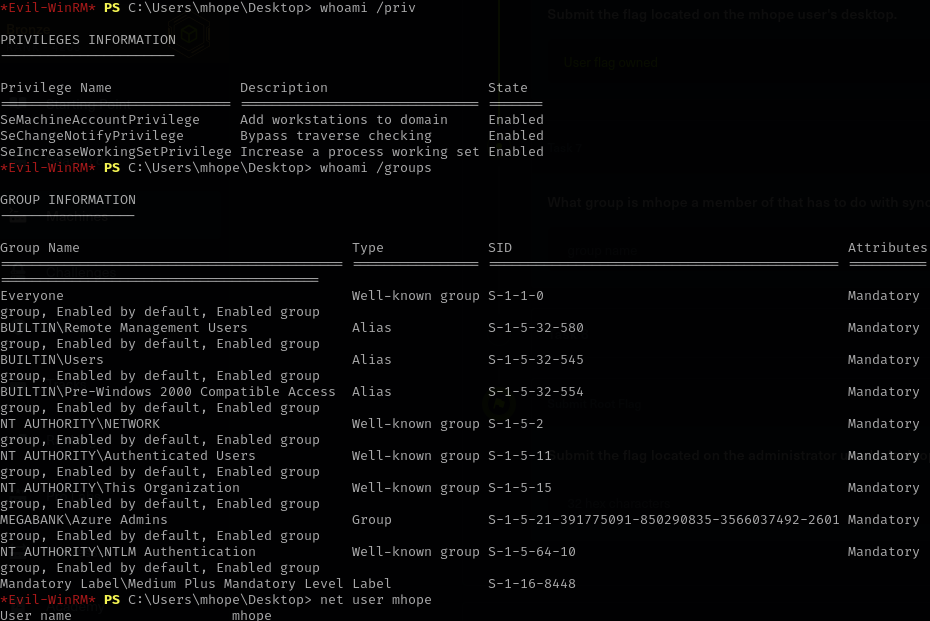 *Evil-WinRM* PS C:\Users\mhope\Desktop> whoami /priv
Submit the flag located on the mhope user's desktop.
PRIVILEGES INFORMATION
User flag owned
Privilege Name Description State
SeMachineAccountPrivilege Add workstations to domain Enabled
SeChangeNotifyPrivilege Bypass traverse checking Enabled
SeIncreaseWorkingSetPrivilege Increase a process working set Enabled
*Evil-WinRM* PS C:\Users\mhope\Desktop> whoami /groups
GROUP INFORMATION
What group is mhope a member of that has to do with sync
Machines
Group Name Type SID Attributes
Challenges
Everyone Well-known group S-1-1-0 Mandatory
group, Enabled by default, Enabled group
BUILTIN\Remote Management Users Alias S-1-5-32-580 Mandatory
group, Enabled by default, Enabled group
BUILTIN\Users Alias S-1-5-32-545 Mandatory
group, Enabled by default, Enabled group
BUILTIN\Pre-Windows 2000 Compatible Access Alias S-1-5-32-554 Mandatory
group, Enabled by default, Enabled group
NT AUTHORITY\NETWORK Well-known group S-1-5-2 Mandatory
group, Enabled by default, Enabled group
NT AUTHORITY\Authenticated Users Well-known group S-1-5-11 Mandatory
Submit the flag located on the administrator
group, Enabled by default, Enabled group
NT AUTHORITY\This Organization Well-known group S-1-5-15 Mandatory
group, Enabled by default, Enabled group
MEGABANK\Azure Admins Group S-1-5-21-391775091-850290835-3566037492-2601 Mandatory
group, Enabled by default, Enabled group
NT AUTHORITY\NTLM Authentication Well-known group S-1-5-64-10 Mandatory
group, Enabled by default, Enabled group
Mandatory Label\Medium Plus Mandatory Level Label S-1-16-8448
*Evil-WinRM* PS C:\Users\mhope\Desktop> net user mhope
User name mhope